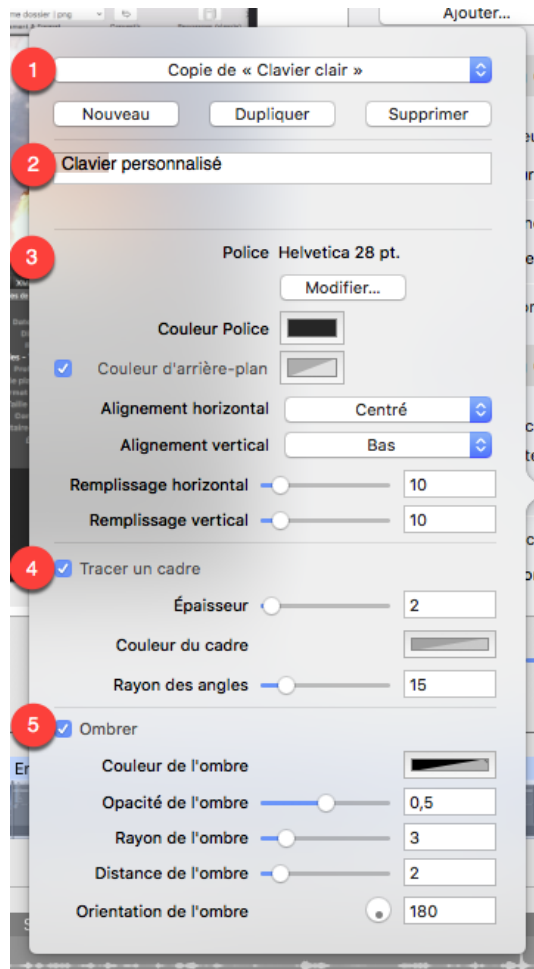 me dossier | png
Ajouter...
1
Copie de « Clavier clair »
Nouveau
Dupliquer
Supprimer
2
Clavier personnalisé
3
Police Helvetica 28 pt.
Modifier...
Couleur Police
Couleur d'arrière-plan
Alignement horizontal Centré
Alignement vertical Bas
Remplissage horizontal 10
Remplissage vertical 10
4
Tracer un cadre
Épaisseur 2
Couleur du cadre
Rayon des angles 15
5
Ombrer
Couleur de l'ombre
Opacité de l'ombre 0,5
Rayon de l'ombre 3
Distance de l'ombre 2
Orientation de l'ombre 180